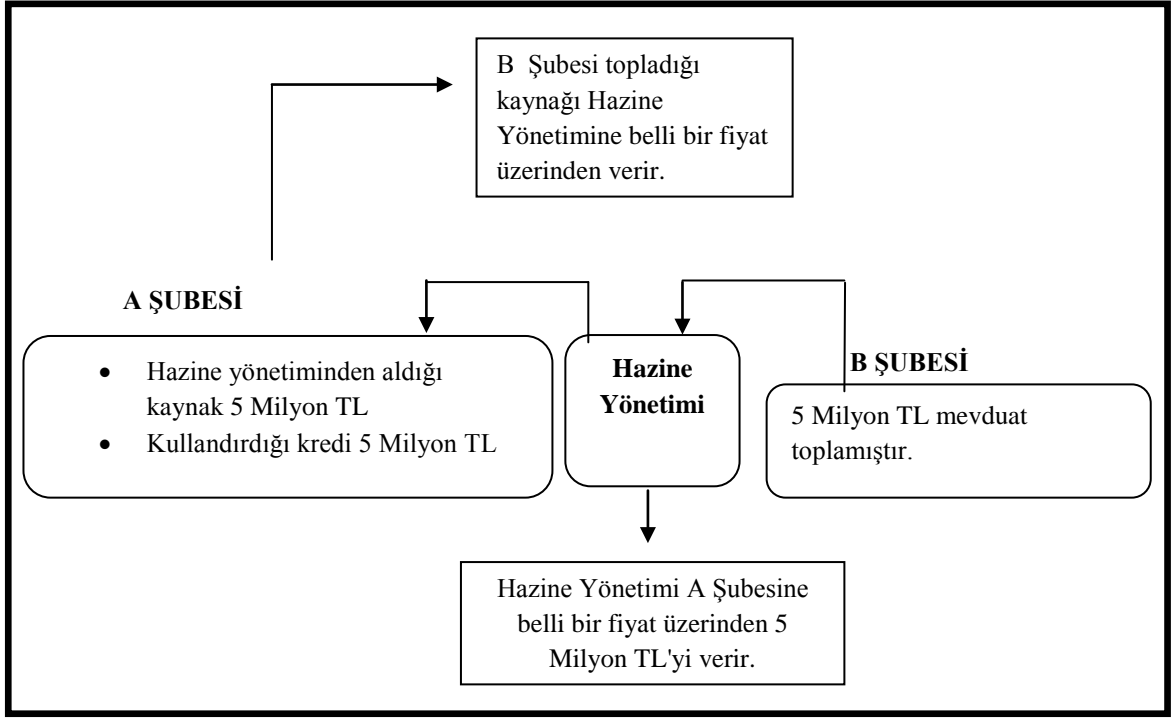 B Şubesi topladığı
kaynağı Hazine
Yönetimine belli bir fiyat
üzerinden verir.
A ŞUBESİ
• Hazine yönetiminden aldığı
kaynak 5 Milyon TL
• Kullandırdığı kredi 5 Milyon TL
Hazine
Yönetimi
B ŞUBESİ
5 Milyon TL mevduat
toplamıştır.
Hazine Yönetimi A Şubesine
belli bir fiyat üzerinden 5
Milyon TL'yi verir.